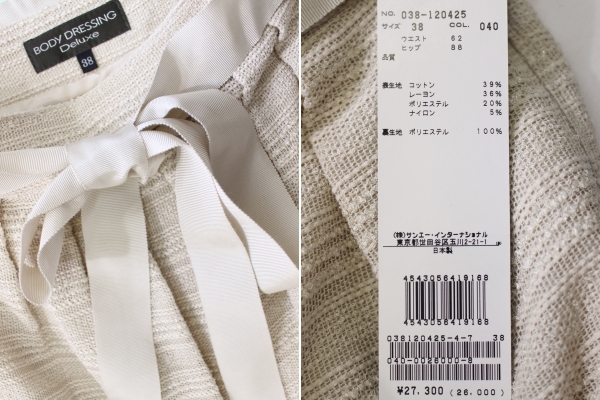 BODY DRESSING
Deluxe
38
NO. 038-120425
サイズ 38 COL. 040
ウエスト 62
ヒップ 88
品質
表生地 コットン 39%
レーヨン 36%
ポリエステル 20%
ナイロン 5%
裏生地 ポリエステル 100%
(株)サンエー・インターナショナル
東京都世田谷区玉川2-21-1
日本製
4543056419168
4543056419168
038120425-4-7 38
040-0026000-8
¥27,300 (26,000)